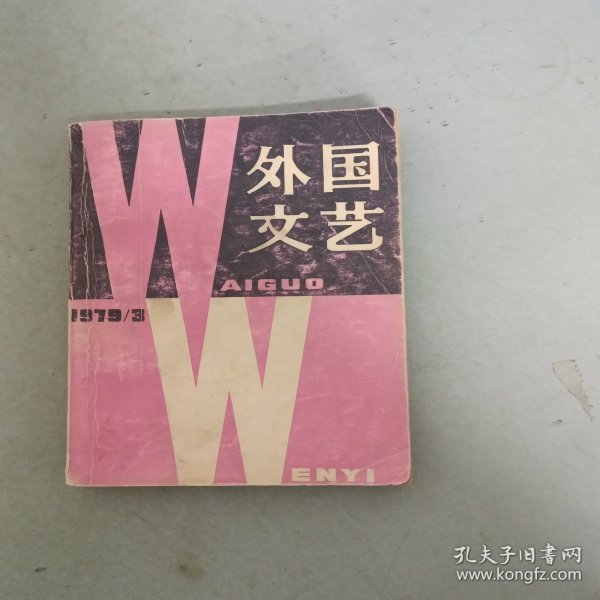 外国
文艺
WAIGUO
1979/3
WENYI
孔夫子旧书网
www.kongfz.com